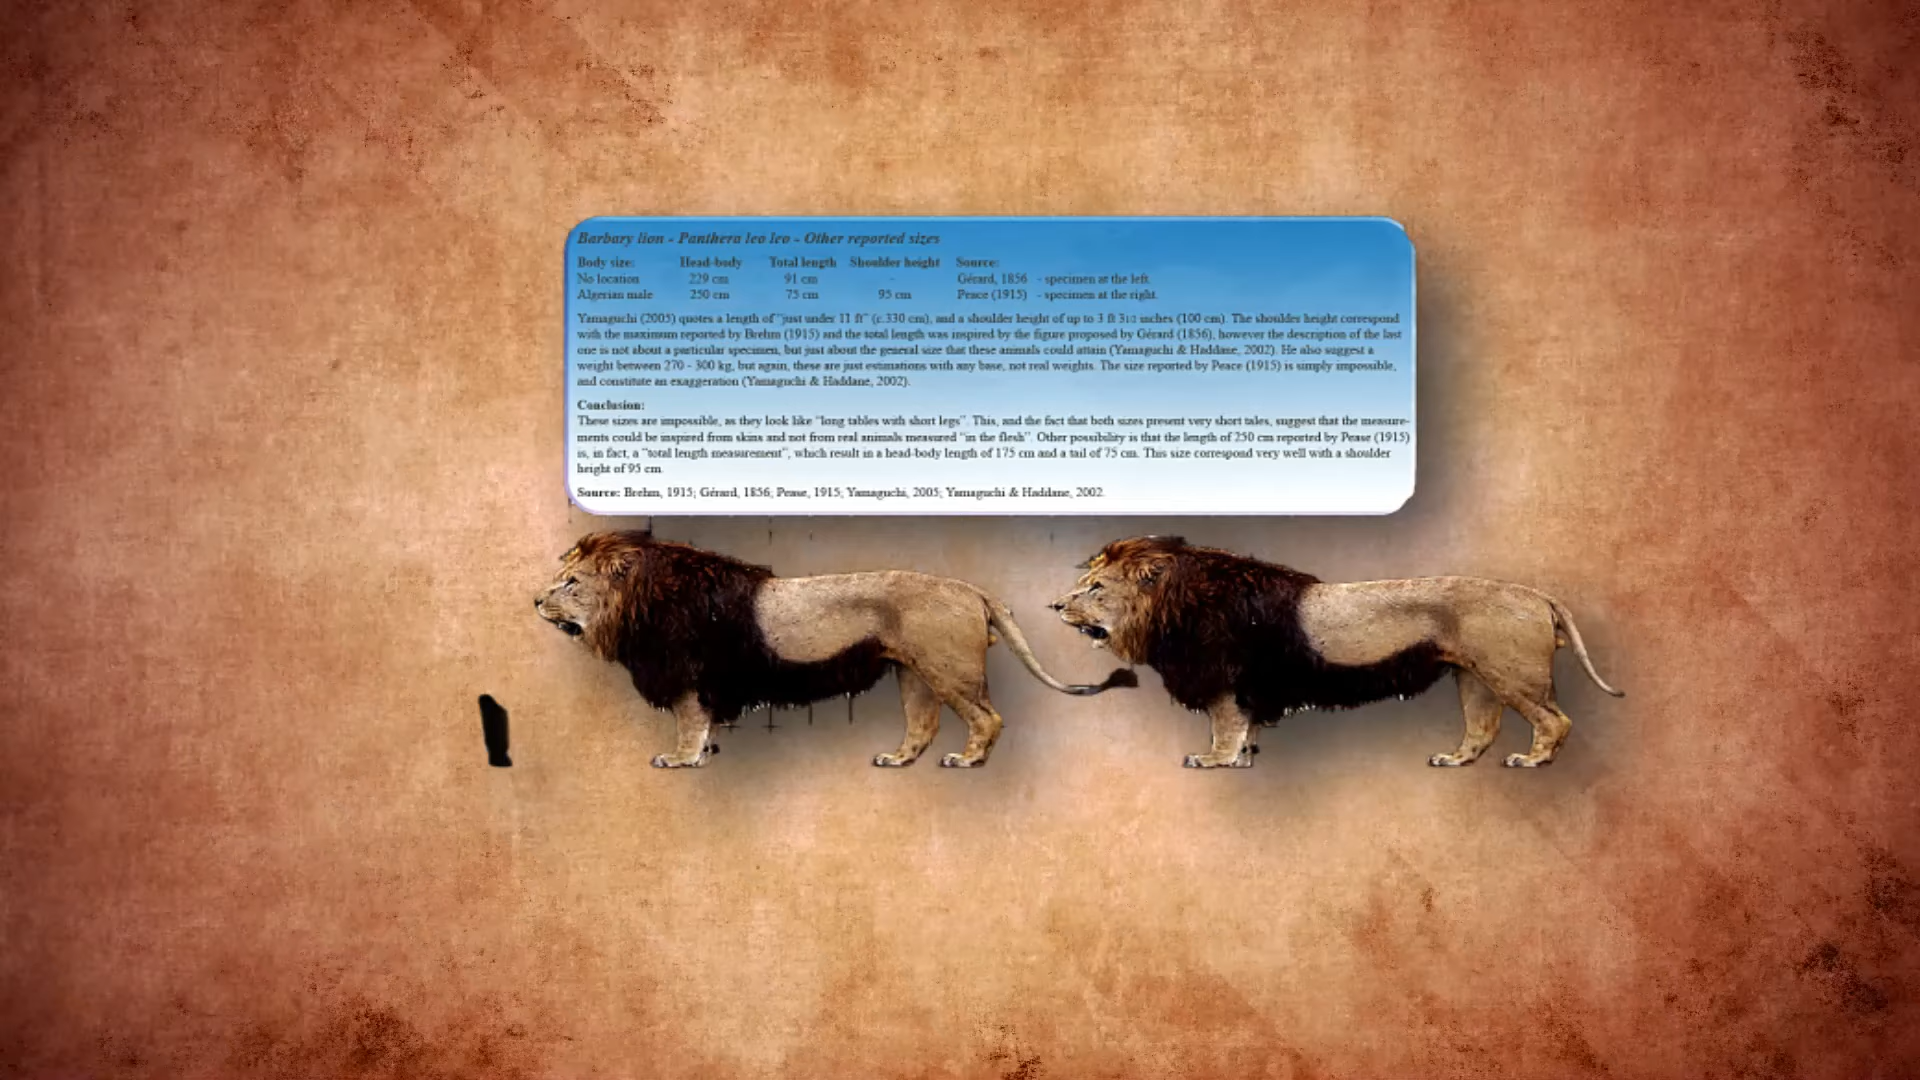 Barbary lion - Panthera leo leo - Other reported sizes
Body size: Head-body Total length Shoulder height Source:
No location 229 cm 91 cm - Gérard, 1856 - specimen at the left.
Algerian male 250 cm 75 cm 95 cm Peace (1915) - specimen at the right.
Yamaguchi (2005) quotes a length of "just under 11 ft" (c.330 cm), and a shoulder height of up to 3 ft 3 inches (100 cm). The shoulder height correspond
with the maximum reported by Brehm (1915) and the total length was inspired by the figure proposed by Gérard (1856), however the description of the last
one is not about a particular specimen, but just about the general size that these animals could attain (Yamaguchi & Haddane, 2002). He also suggest a
weight between 270 - 300 kg, but again, these are just estimations with any base, not real weights. The size reported by Peace (1915) is simply impossible,
and constitute an exaggeration (Yamaguchi & Haddane, 2002).
Conclusion:
These sizes are impossible, as they look like "long tables with short legs". This, and the fact that both sizes present very short tales, suggest that the measure-
ments could be inspired from skins and not from real animals measured "in the flesh". Other possibility is that the length of 250 cm reported by Pease (1915)
is, in fact, a "total length measurement", which result in a head-body length of 175 cm and a tail of 75 cm. This size correspond very well with a shoulder
height of 95 cm.
Source: Brehm, 1915; Gérard, 1856; Pease, 1915; Yamaguchi, 2005; Yamaguchi & Haddane, 2002.